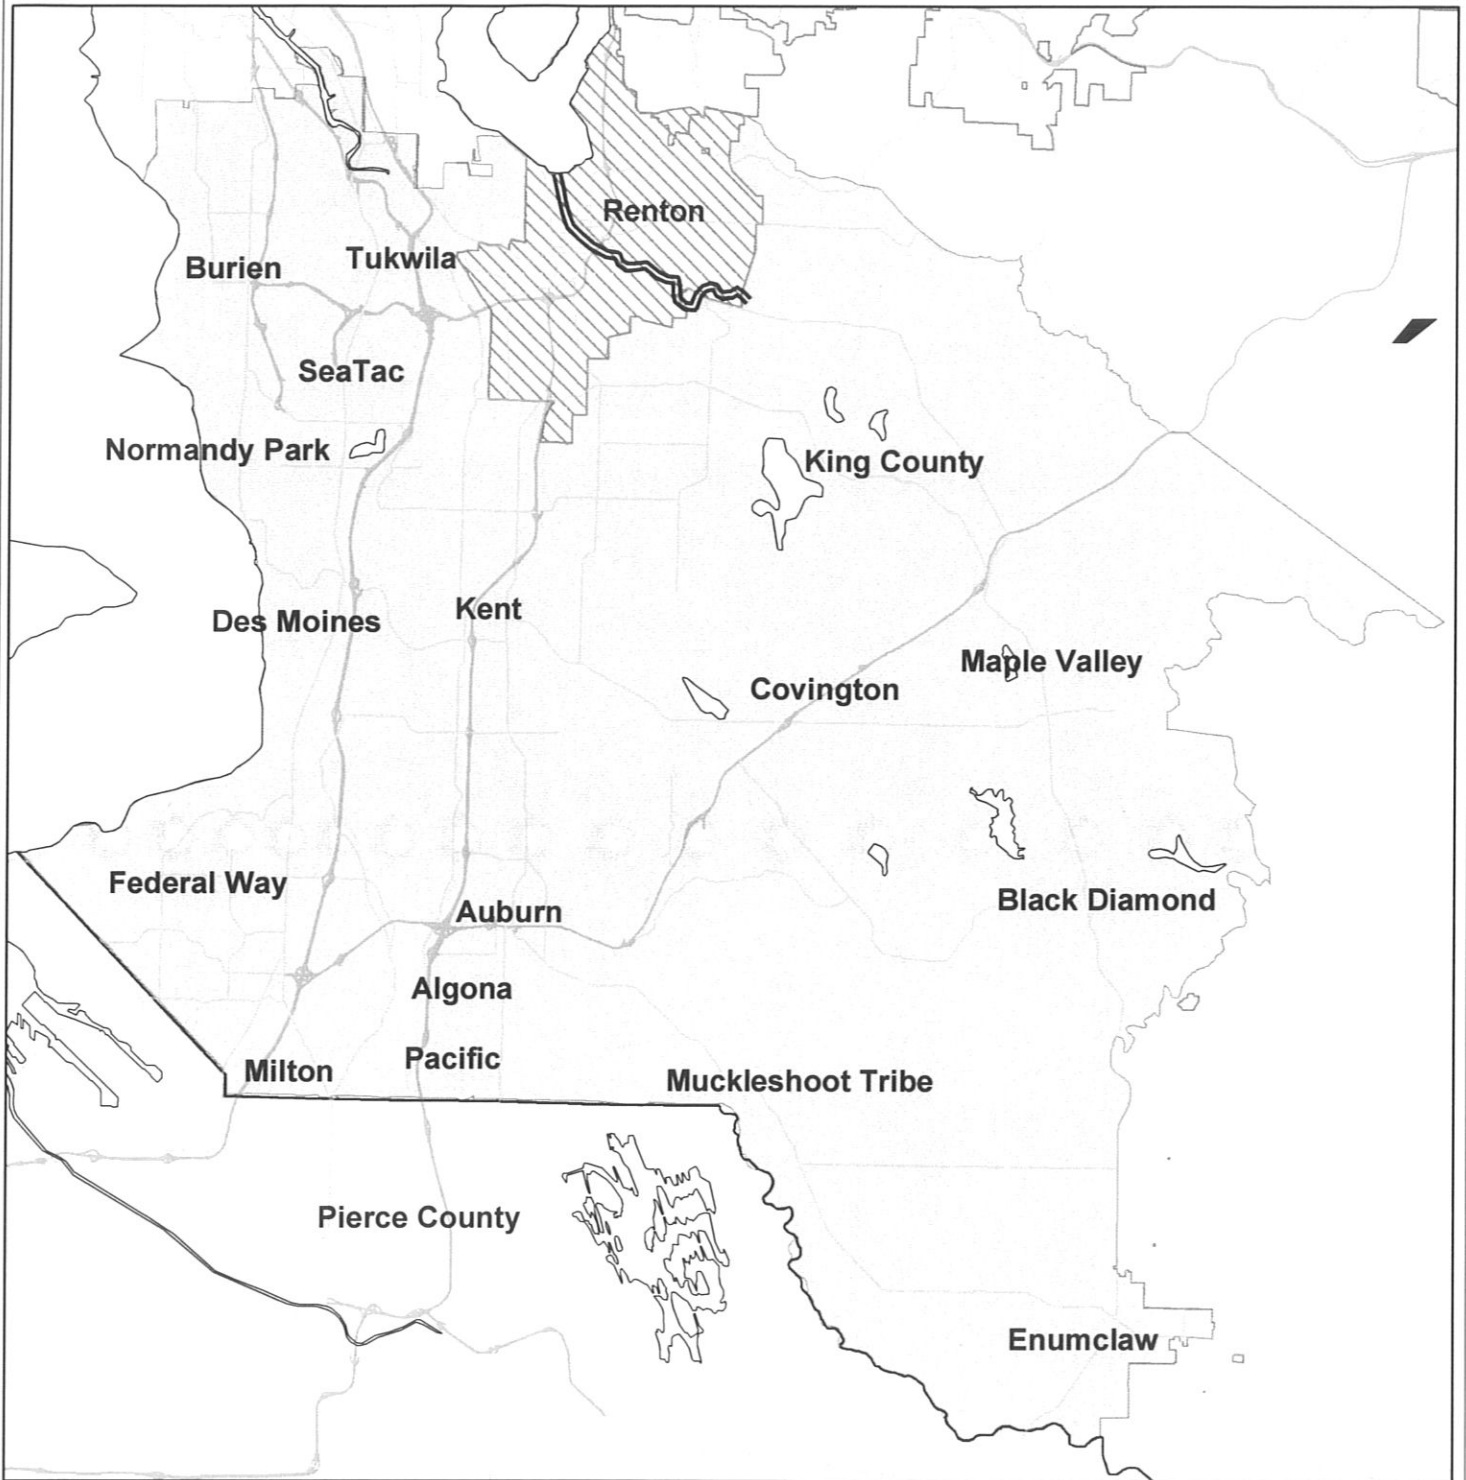 Renton
Tukwila
Burien
SeaTac
Normandy Park
King County
Kent
Des Moines
Maple Valley
Covington
Federal Way
Black Diamond
Auburn
Algona
Pacific
Milton
Muckleshoot Tribe
Pierce County
Enumclaw